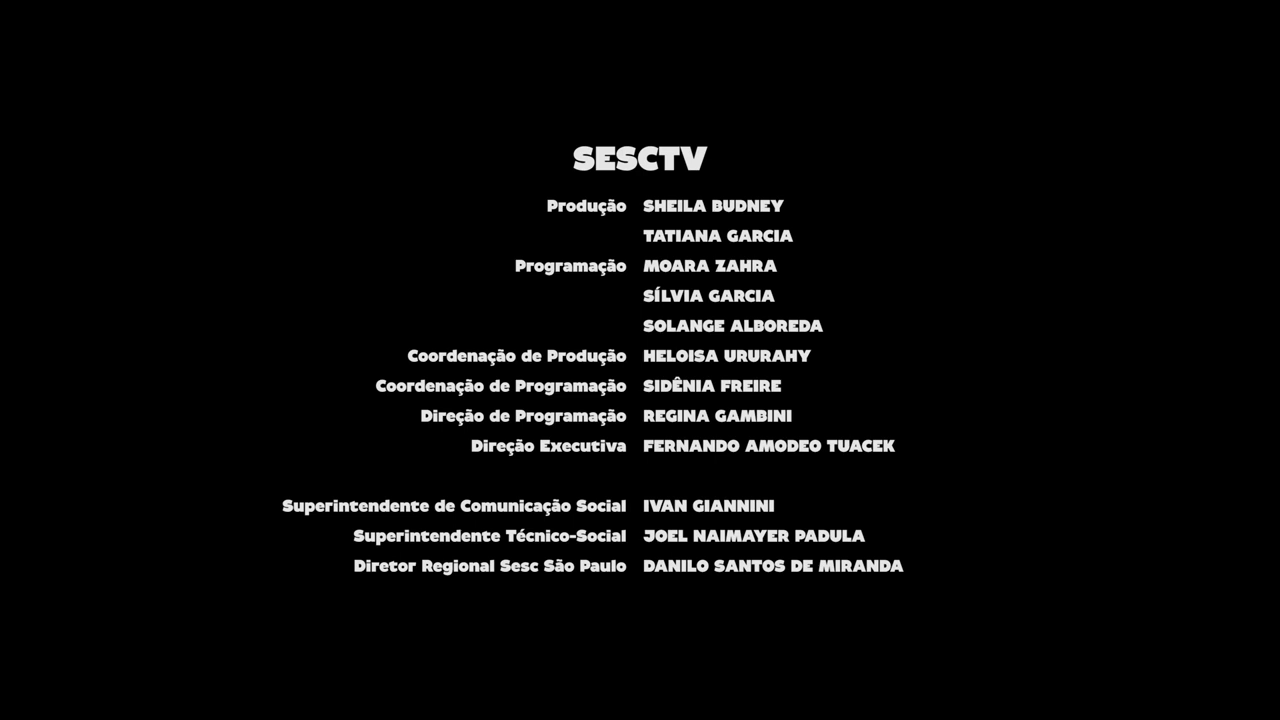 SESCTV
Produção SHEILA BUDNEY
TATIANA GARCIA
Programação MOARA ZAHRA
SÍLVIA GARCIA
SOLANGE ALBOREDA
Coordenação de Produção HELOISA URURAHY
Coordenação de Programação SIDÊNIA FREIRE
Direção de Programação REGINA GAMBINI
Direção Executiva FERNANDO AMODEO TUACEK
Superintendente de Comunicação Social IVAN GIANNINI
Superintendente Técnico-Social JOEL NAIMAYER PADULA
Diretor Regional Sesc São Paulo DANILO SANTOS DE MIRANDA